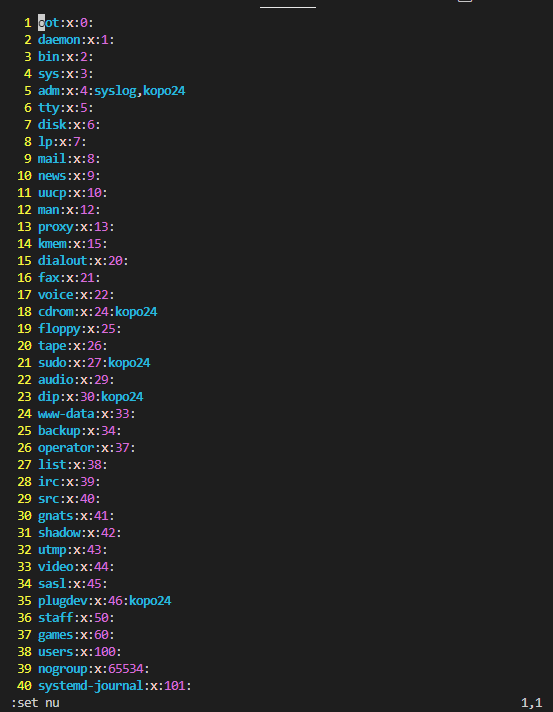 1 oot:x:0:
2 daemon:x:1:
3 bin:x:2:
4 sys:x:3:
5 adm:x:4:syslog,kopo24
6 tty:x:5:
7 disk:x:6:
8 lp:x:7:
9 mail:x:8:
10 news:x:9:
11 uucp:x:10:
12 man:x:12:
13 proxy:x:13:
14 kmem:x:15:
15 dialout:x:20:
16 fax:x:21:
17 voice:x:22:
18 cdrom:x:24:kopo24
19 floppy:x:25:
20 tape:x:26:
21 sudo:x:27:kopo24
22 audio:x:29:
23 dip:x:30:kopo24
24 www-data:x:33:
25 backup:x:34:
26 operator:x:37:
27 list:x:38:
28 irc:x:39:
29 src:x:40:
30 gnats:x:41:
31 shadow:x:42:
32 utmp:x:43:
33 video:x:44:
34 sasl:x:45:
35 plugdev:x:46:kopo24
36 staff:x:50:
37 games:x:60:
38 users:x:100:
39 nogroup:x:65534:
40 systemd-journal:x:101:
:set nu 1,1